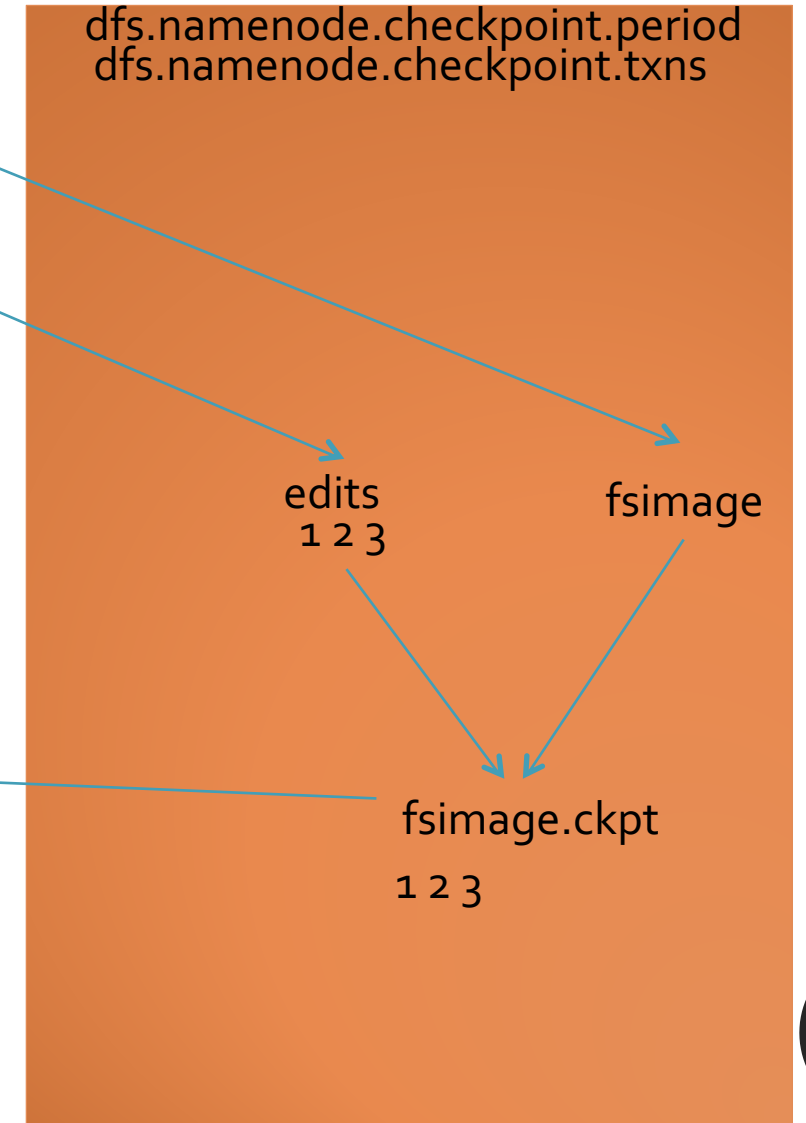 dfs.namenode.checkpoint.period
dfs.namenode.checkpoint.txns
edits
1 2 3
fsimage
fsimage.ckpt
1 2 3